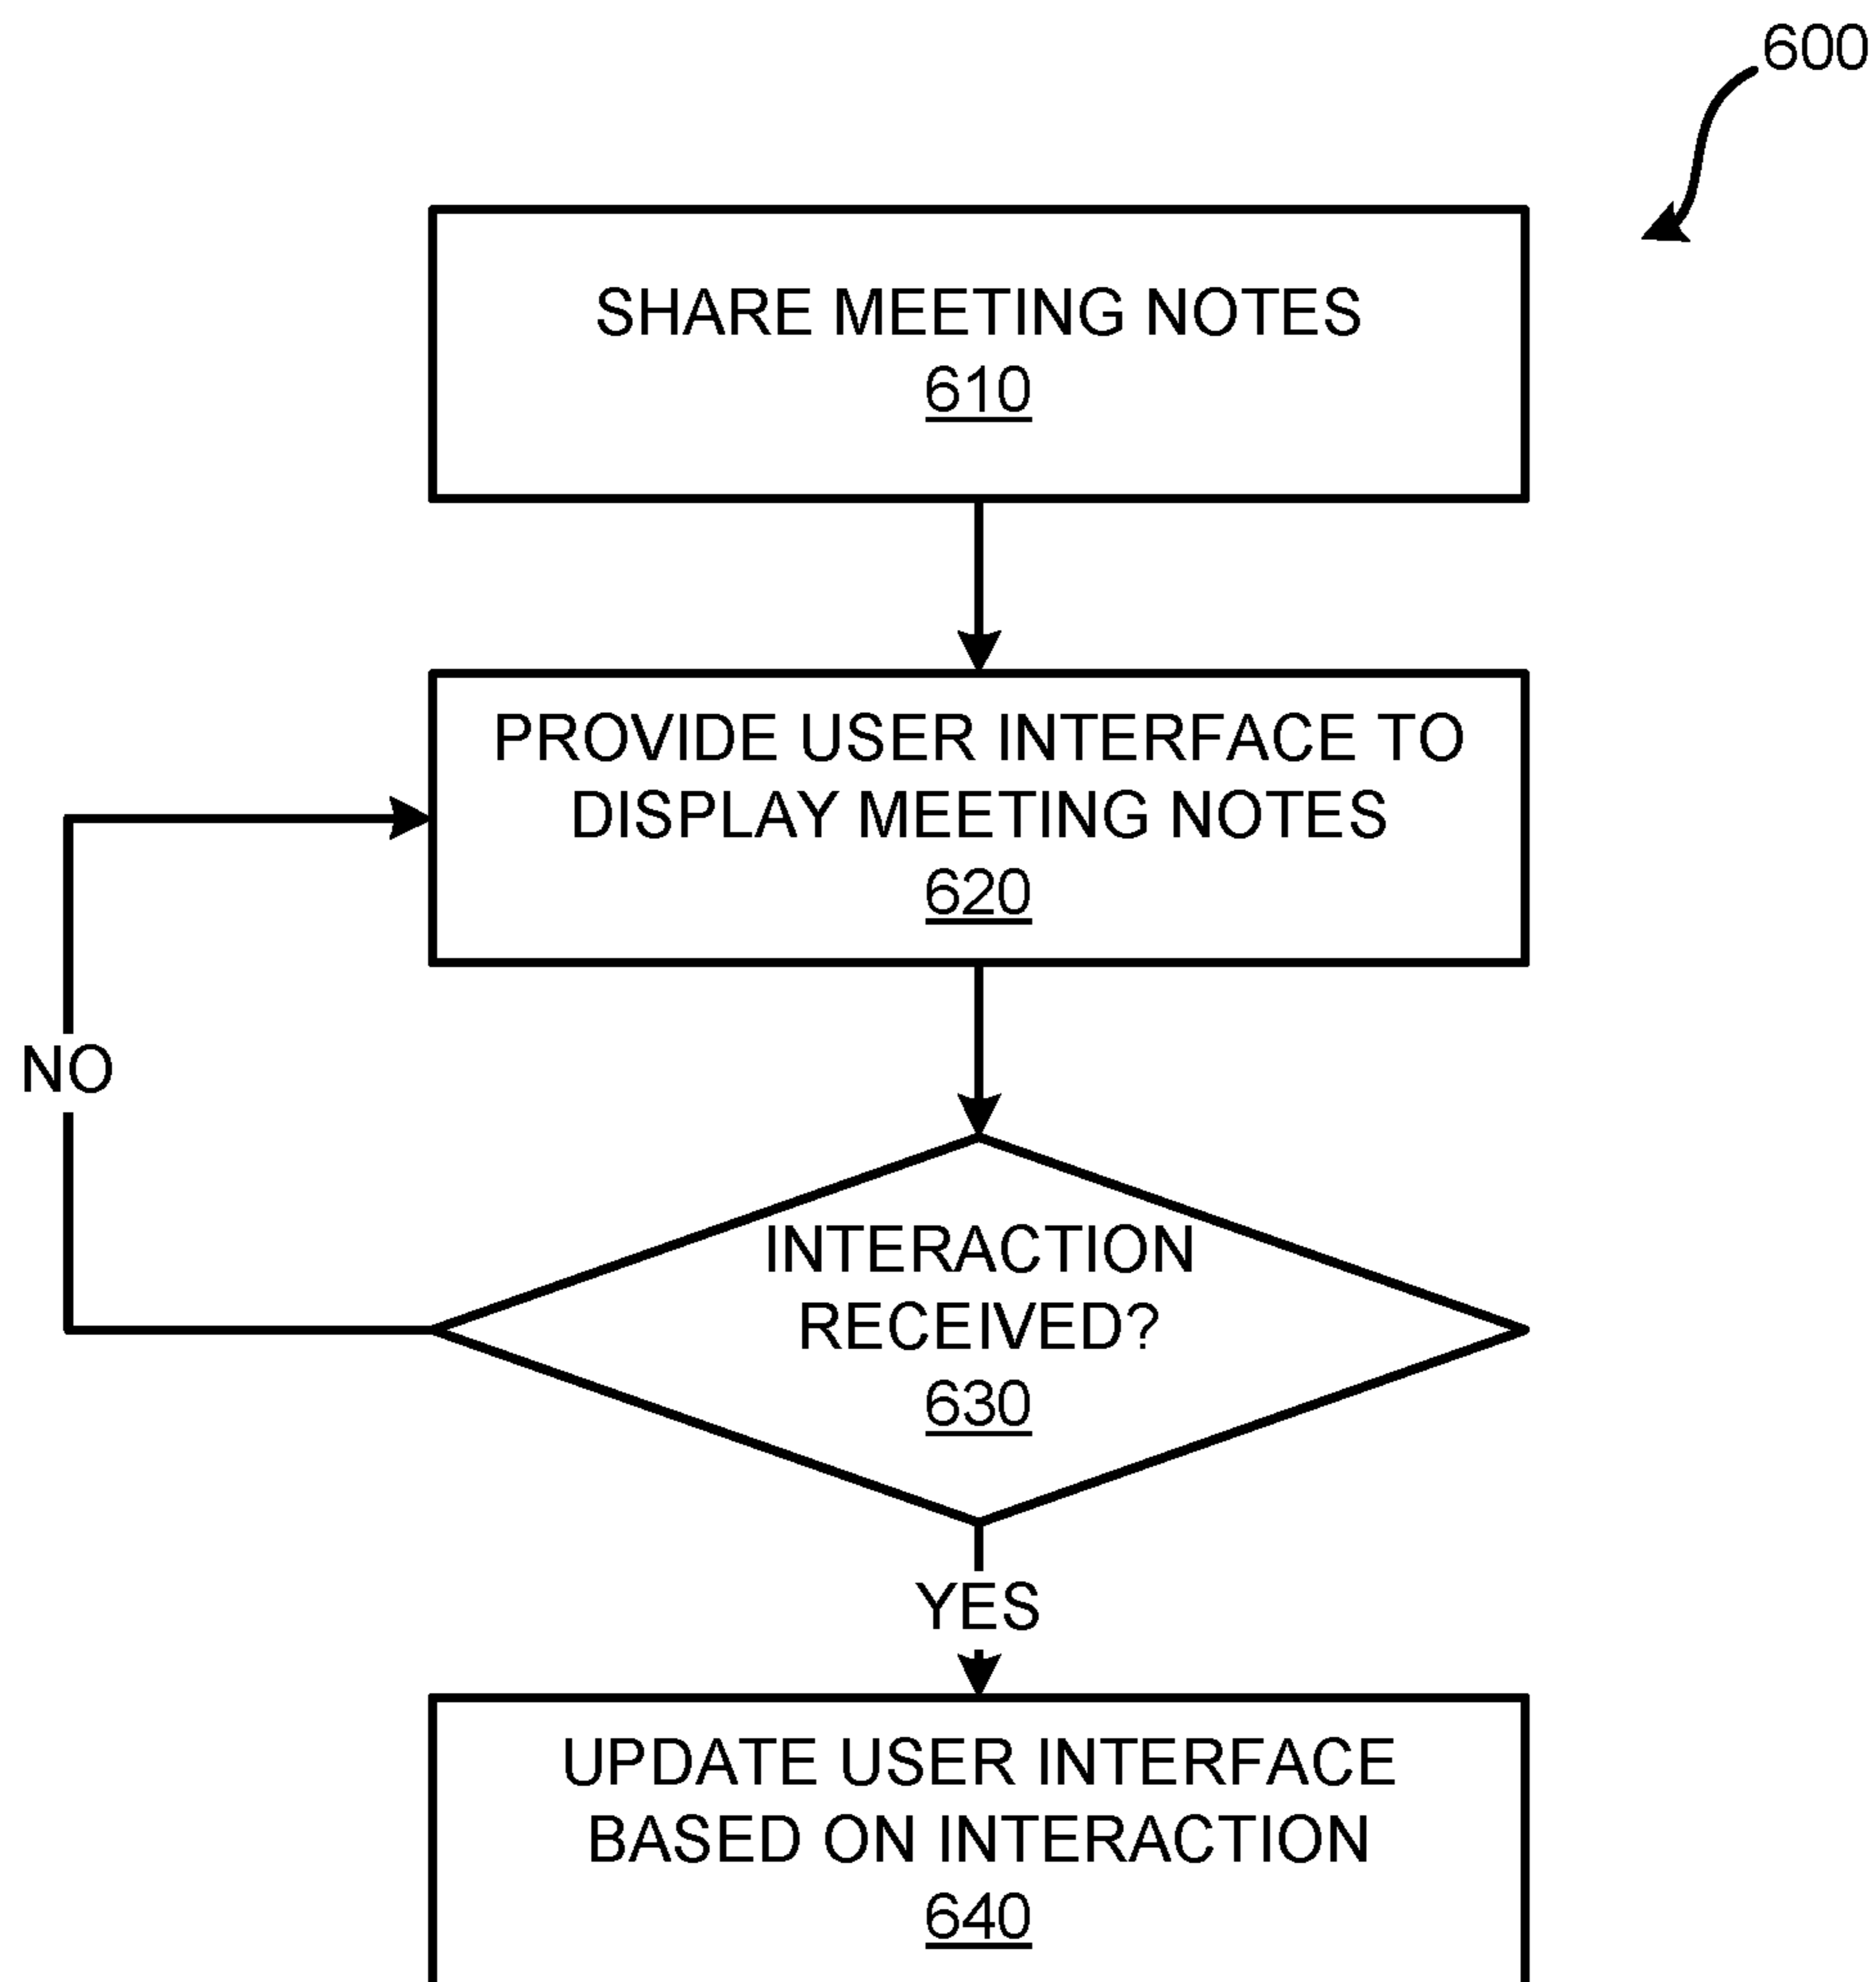 600
SHARE MEETING NOTES
610
PROVIDE USER INTERFACE TO
DISPLAY MEETING NOTES
620
NO
INTERACTION
RECEIVED?
630
YES
UPDATE USER INTERFACE
BASED ON INTERACTION
640